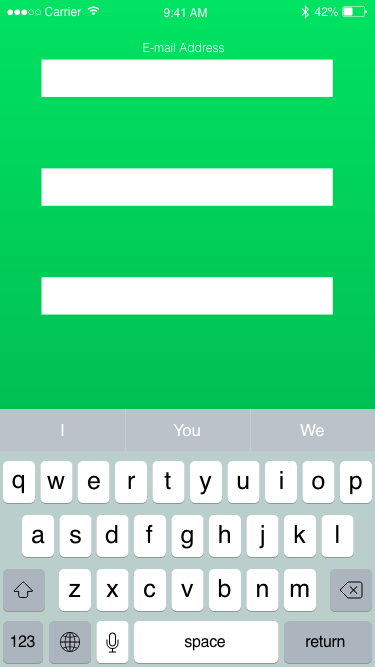 Carrier 9:41 AM 42%
E-mail Address
I You We
q w e r t y u i o p
a s d f g h j k l
z x c v b n m
123 space return